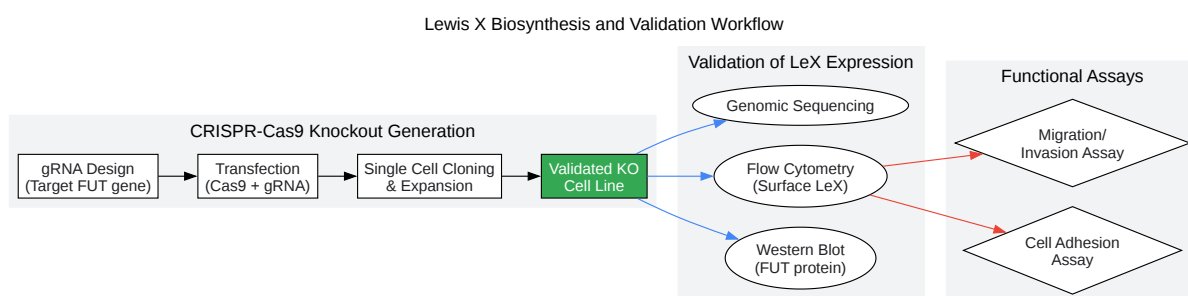 Lewis X Biosynthesis and Validation Workflow
CRISPR-Cas9 Knockout Generation
gRNA Design
(Target FUT gene)
Transfection
(Cas9 + gRNA)
Single Cell Cloning
& Expansion
Validated KO
Cell Line
Validation of LeX Expression
Genomic Sequencing
Flow Cytometry
(Surface LeX)
Western Blot
(FUT protein)
Functional Assays
Migration/
Invasion Assay
Cell Adhesion
Assay